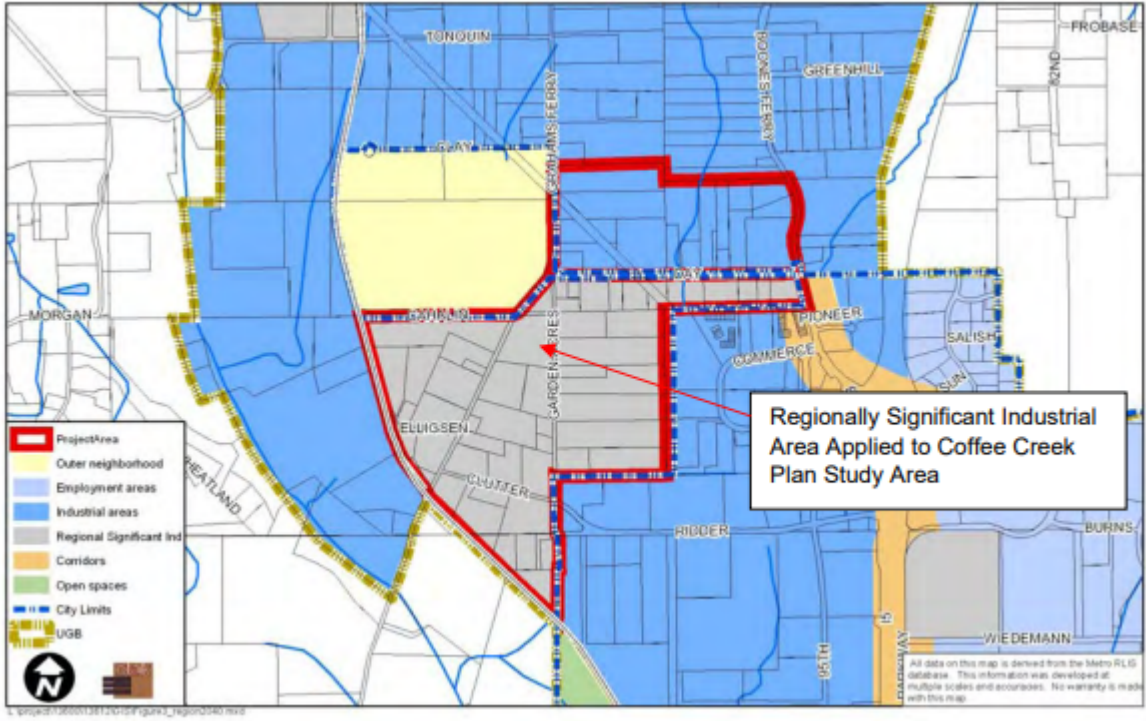 TONQUIN
FROBASE
82ND
BOONES FERRY
GREENHILL
GRAHAMS FERRY
CLAY
DAY
MORGAN
CAHALIN
PIONEER
SALISH
COMMERCE
SUN
GARDEN ACRES
ELLIGSEN
Regionally Significant Industrial
Area Applied to Coffee Creek
Plan Study Area
ProjectArea
Outer neighborhood
Employment areas
Industrial areas
Regional Significant Ind
Corridors
Open spaces
City Limits
UGB
WHEATLAND
CLUTTER
RIDDER
BURNS
I5
WIEDEMANN
95TH
PARKWAY
N
All data on this map is derived from the Metro RLIS
database. This information was developed at
multiple scales and accuracies. No warranty is made
with this map.